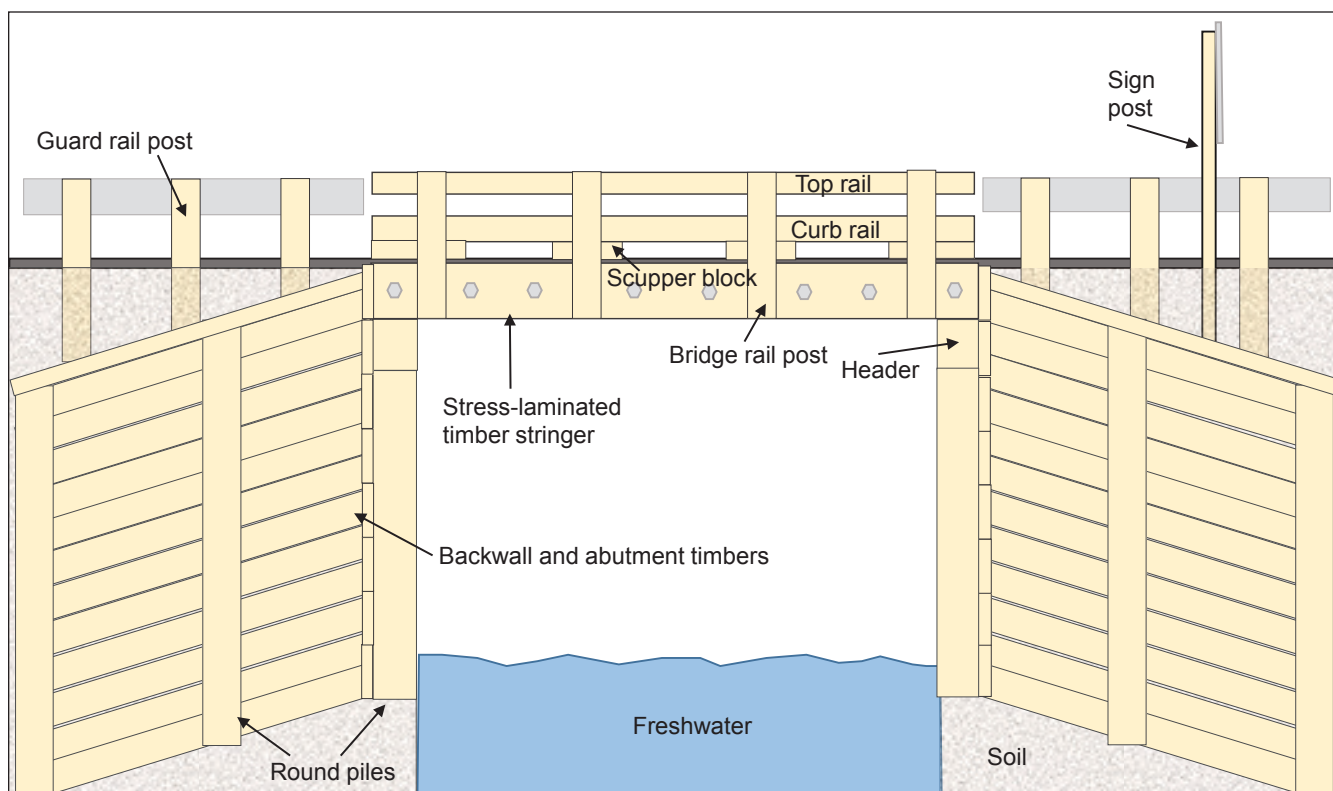 Sign
post
Guard rail post
Top rail
Curb rail
Scupper block
Bridge rail post
Header
Stress-laminated
timber stringer
Backwall and abutment timbers
Freshwater
Soil
Round piles